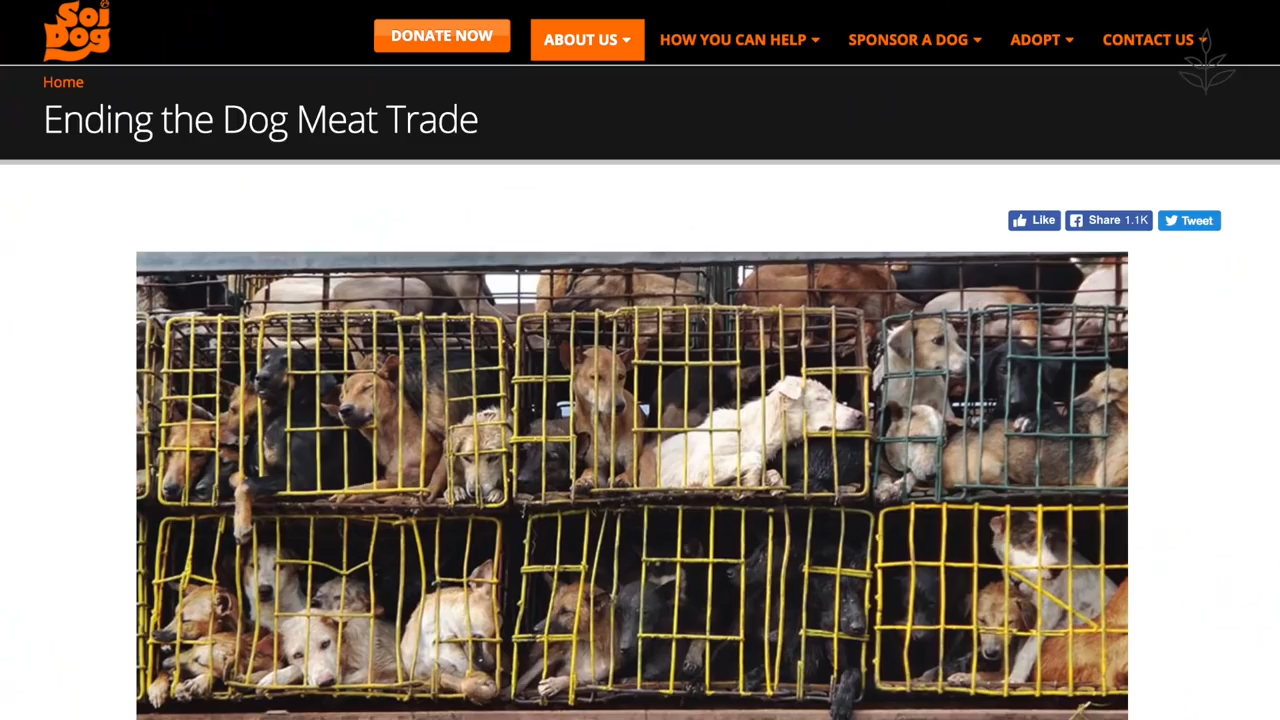 Soi
Dog
DONATE NOW
ABOUT US
HOW YOU CAN HELP
SPONSOR A DOG
ADOPT
CONTACT US
Home
Ending the Dog Meat Trade
Like
Share 1.1K
Tweet